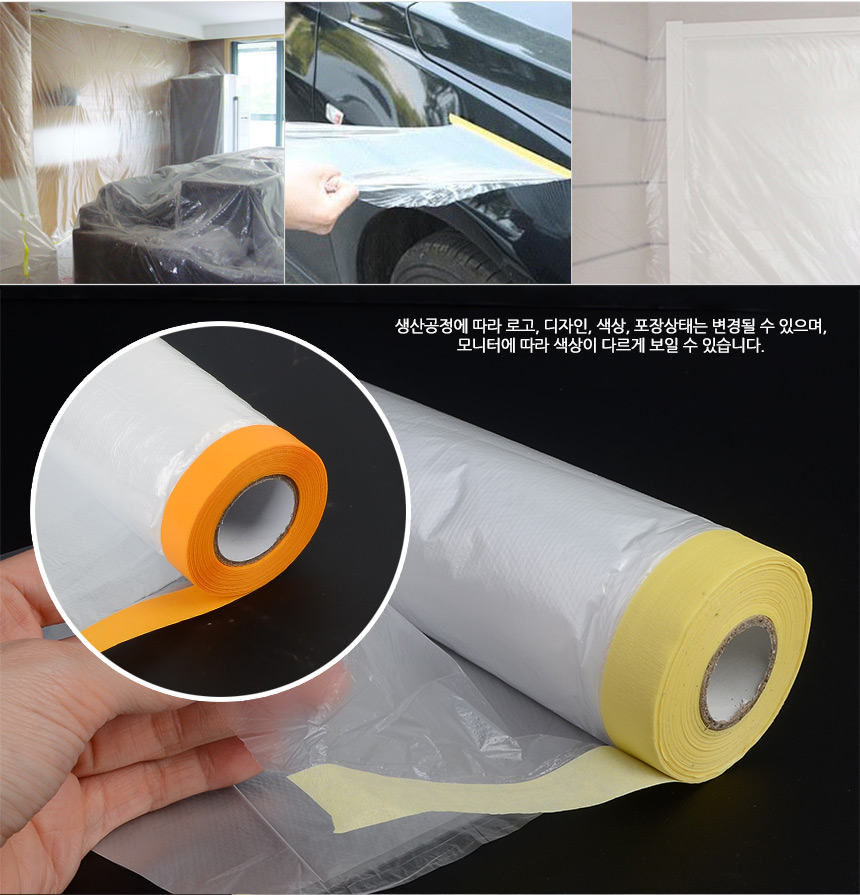 생산공정에 따라 로고, 디자인, 색상, 포장상태는 변경될 수 있으며,
모니터에 따라 색상이 다르게 보일 수 있습니다.